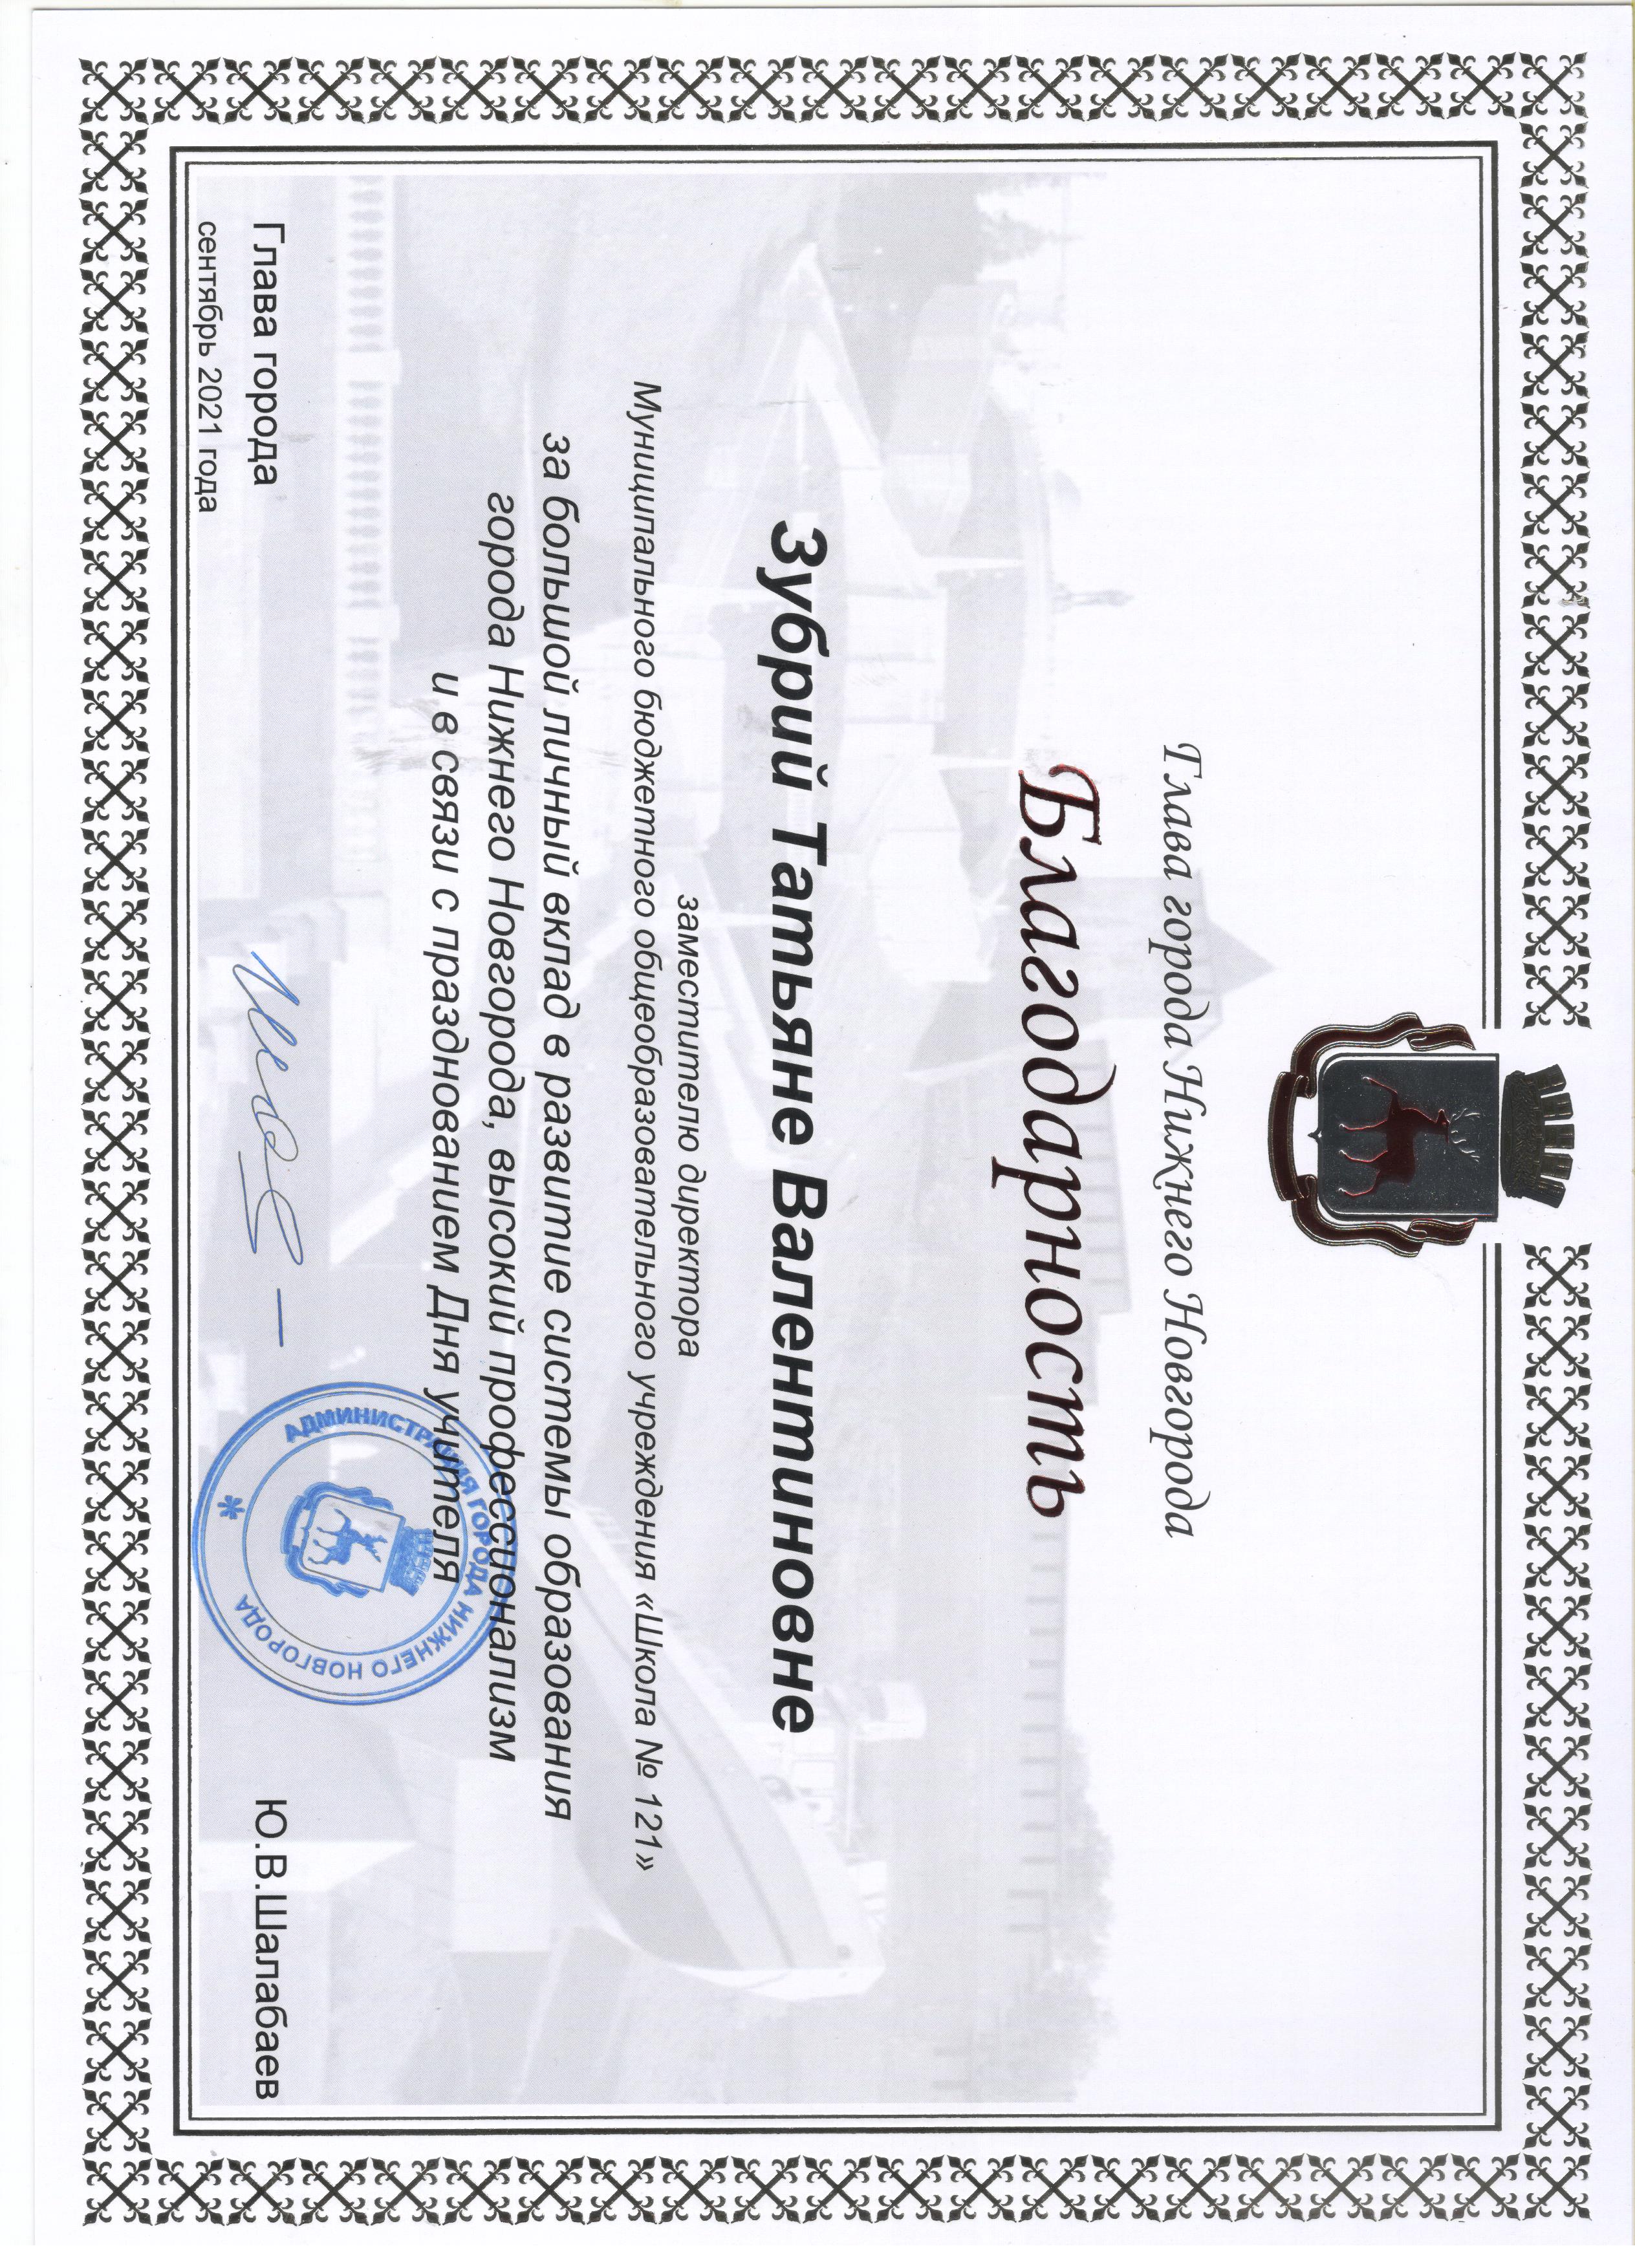 Глава города Нижнего Новгорода
Благодарность
Зубрий Татьяне Валентиновне
заместителю директора
Муниципального бюджетного общеобразовательного учреждения «Школа № 121»
за большой личный вклад в развитие системы образования
города Нижнего Новгорода, высокий профессионализм
и в связи с празднованием Дня учителя
АДМИНИСТРАЦИЯ ГОРОДА НИЖНЕГО НОВГОРОДА
Глава города
Ю.В.Шалабаев
сентябрь 2021 года